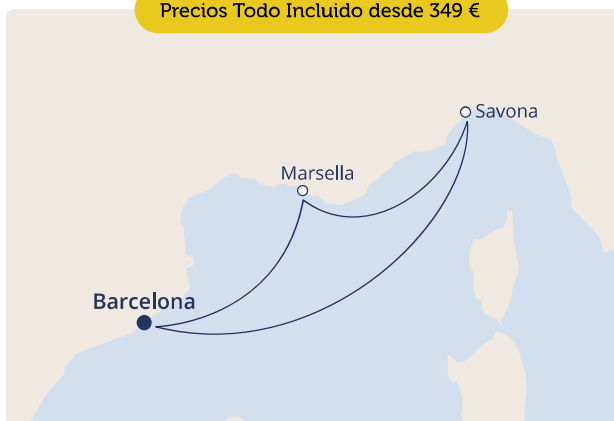 Precios Todo Incluido desde 349 €
Savona
Marsella
Barcelona